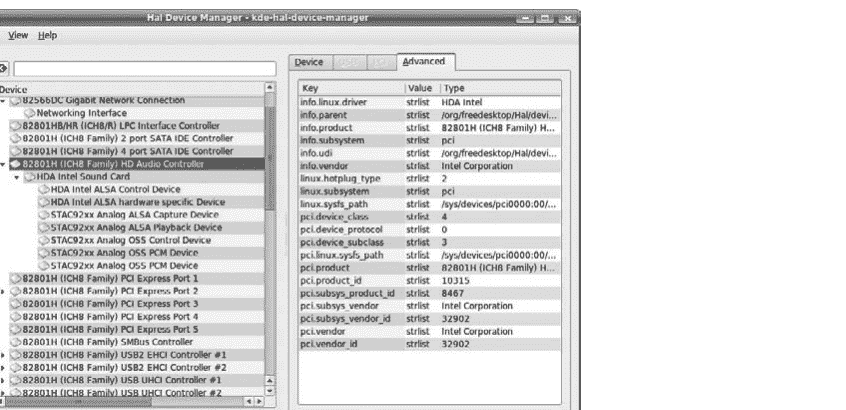 Hal Device Manager - kde-hal-device-manager
View Help
Device
82566DC Gigabit Network Connection
Networking Interface
82801HB/HR (ICH8/R) LPC Interface Controller
82801H (ICH8 Family) 2 port SATA IDE Controller
82801H (ICH8 Family) 4 port SATA IDE Controller
82801H (ICH8 Family) HD Audio Controller
HDA Intel Sound Card
HDA Intel ALSA Control Device
HDA Intel ALSA hardware specific Device
STAC92xx Analog ALSA Capture Device
STAC92xx Analog ALSA Playback Device
STAC92xx Analog OSS Control Device
STAC92xx Analog OSS PCM Device
STAC92xx Analog OSS PCM Device
82801H (ICH8 Family) PCI Express Port 1
82801H (ICH8 Family) PCI Express Port 2
82801H (ICH8 Family) PCI Express Port 3
82801H (ICH8 Family) PCI Express Port 4
82801H (ICH8 Family) PCI Express Port 5
82801H (ICH8 Family) SMBus Controller
82801H (ICH8 Family) USB2 EHCI Controller #1
82801H (ICH8 Family) USB2 EHCI Controller #2
82801H (ICH8 Family) USB UHCI Controller #1
82801H (ICH8 Family) USB UHCI Controller #2
Device Advanced
Key Value Type
info.linux.driver strlist HDA Intel
info.parent strlist /org/freedesktop/Hal/devi...
info.product strlist 82801H (ICH8 Family) H...
info.subsystem strlist pci
info.udi strlist /org/freedesktop/Hal/devi...
info.vendor strlist Intel Corporation
linux.hotplug_type strlist 2
linux.subsystem strlist pci
linux.sysfs_path strlist /sys/devices/pci0000:00/...
pci.device_class strlist 4
pci.device_protocol strlist 0
pci.device_subclass strlist 3
pci.linux.sysfs_path strlist /sys/devices/pci0000:00/...
pci.product strlist 82801H (ICH8 Family) H...
pci.product_id strlist 10315
pci.subsys_product_id strlist 8467
pci.subsys_vendor strlist Intel Corporation
pci.subsys_vendor_id strlist 32902
pci.vendor strlist Intel Corporation
pci.vendor_id strlist 32902